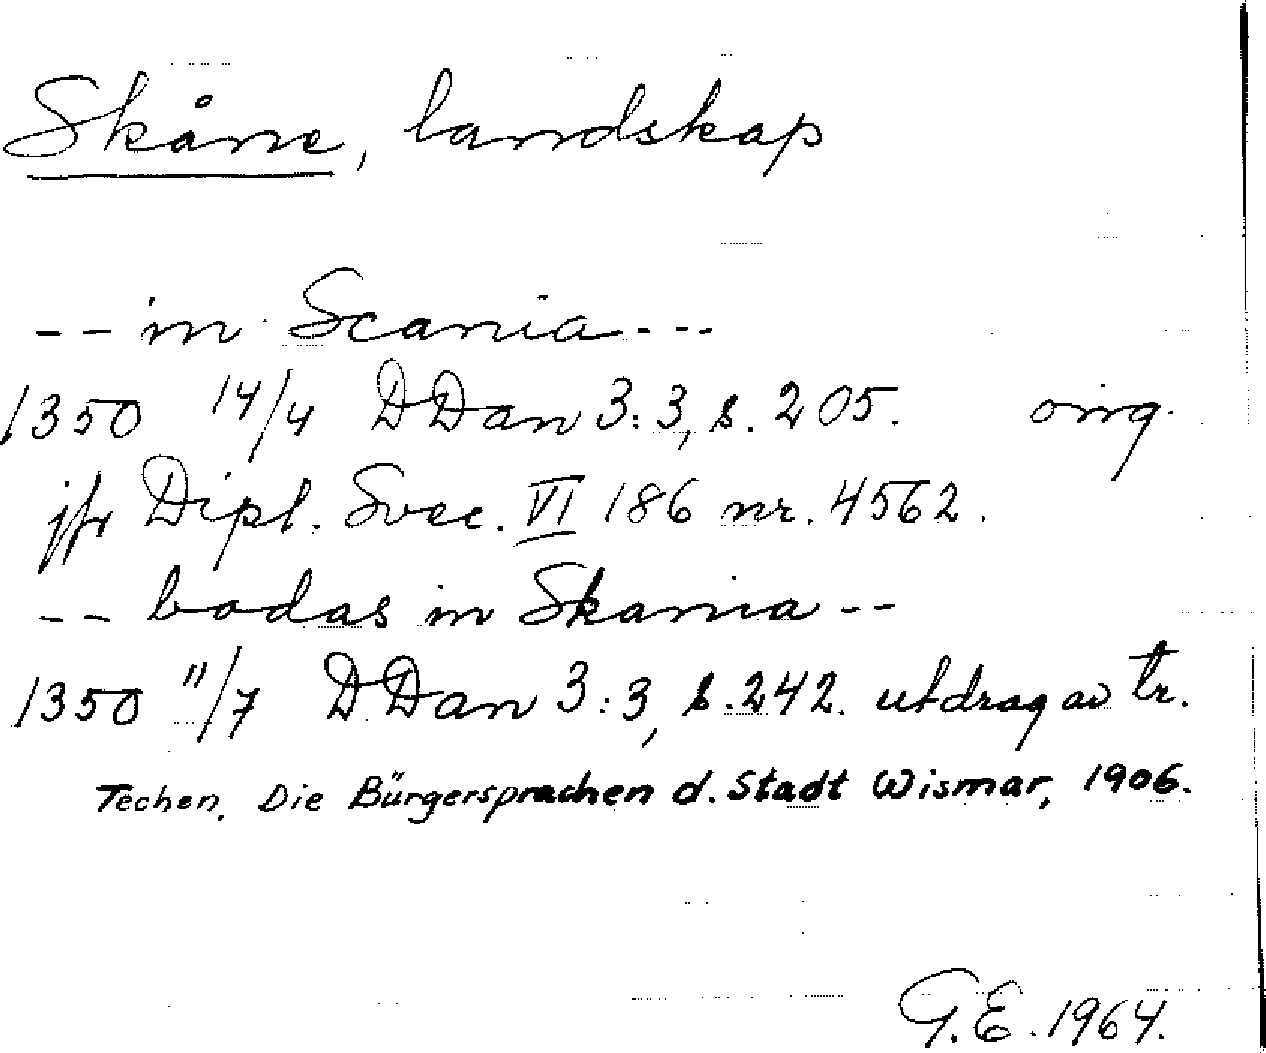 Skåne, landskap
-- in Scania ---
1350 14/4 DDan 3:3, s. 205. orig.
jfr Dipl. Svec. VI 186 nr. 4562.
-- bodas in Skania --
1350 11/7 DDan 3:3, s. 242. utdrag av tr.
Techen, Die Bürgersprachen d. Stadt Wismar, 1906.
G.E. 1964.